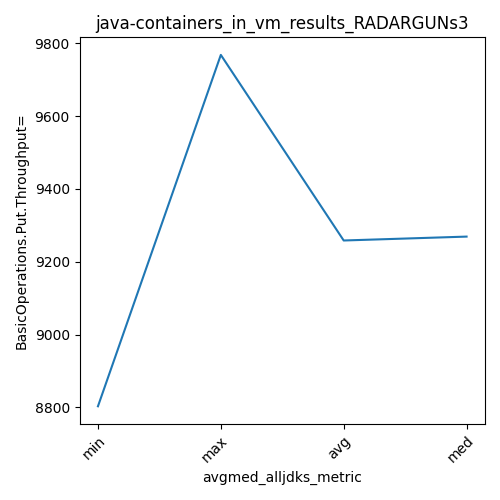 java-containers_in_vm_results_RADARGUNs3
BasicOperations.Put.Throughput=
9800
9600
9400
9200
9000
8800
min
max
avg
med
avgmed_alljdks_metric